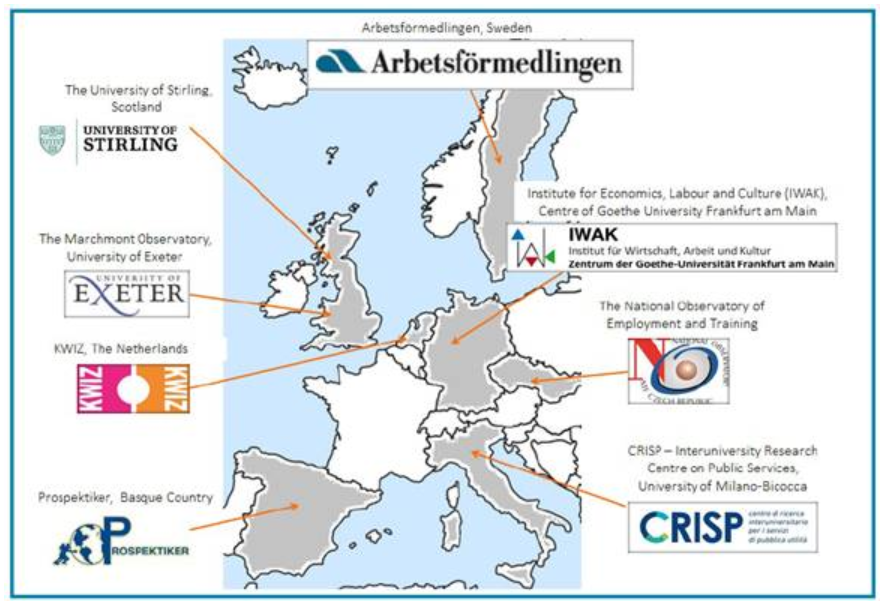 Arbetsförmedlingen, Sweden
Arbetsförmedlingen
The University of Stirling,
Scotland
UNIVERSITY OF
STIRLING
Institute for Economics, Labour and Culture (IWAK),
Centre of Goethe University Frankfurt am Main
IWAK
Institut für Wirtschaft, Arbeit und Kultur
Zentrum der Goethe-Universität Frankfurt am Main
The Marchmont Observatory,
University of Exeter
UNIVERSITY OF
EXETER
The National Observatory of
Employment and Training
NATIONAL OBSERVATORY
CZECH REPUBLIC
KWIZ, The Netherlands
KWIZ
KWIZ
CRISP – Interuniversity Research
Centre on Public Services,
University of Milano-Bicocca
CRISP
centro di ricerca
interuniversitario
per i servizi
di pubblica utilità
Prospektiker, Basque Country
PROSPEKTIKER